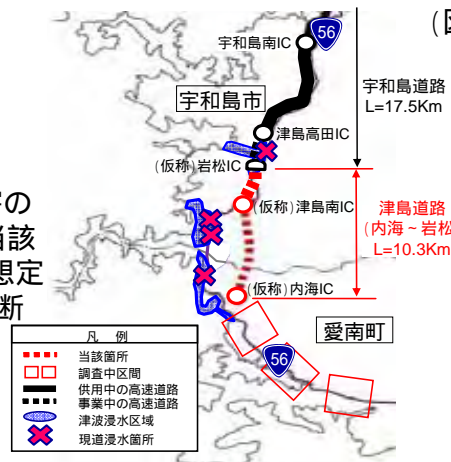 (図
56
宇和島南IC
宇和島道路
L=17.5Km
宇和島市
津島高田IC
(仮称)岩松IC
の
当該
想定
断
(仮称)津島南IC
津島道路
(内海～岩松
L=10.3Km
(仮称)内海IC
愛南町
56
凡 例
当該箇所
調査中区間
供用中の高速道路
事業中の高速道路
津波浸水区域
現道浸水箇所